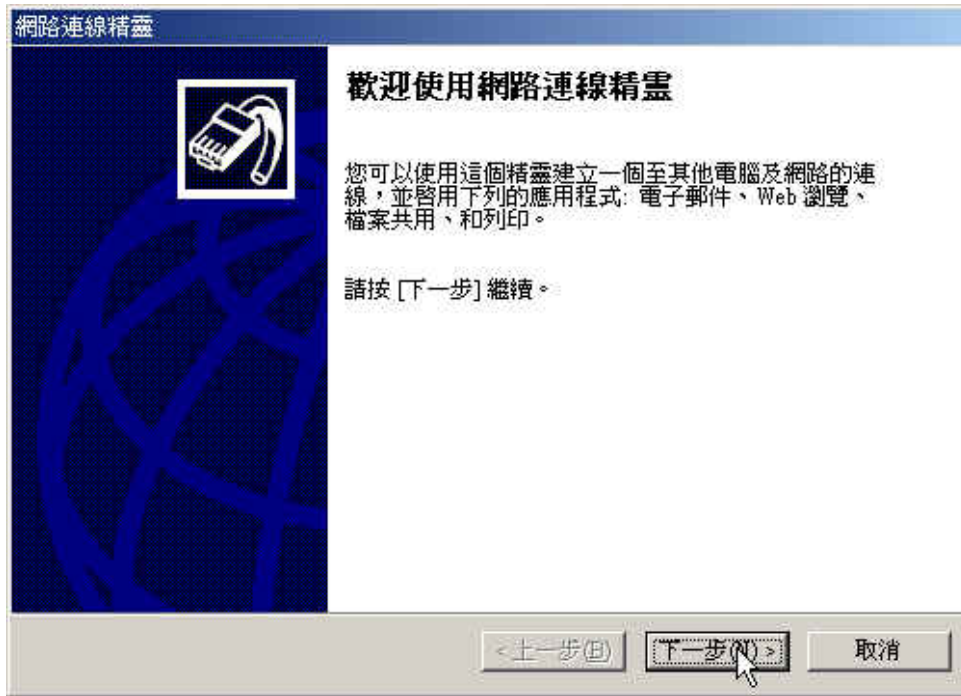 網路連線精靈
歡迎使用網路連線精靈
您可以使用這個精靈建立一個至其他電腦及網路的連
線，並啓用下列的應用程式: 電子郵件、Web 瀏覽、
檔案共用、和列印。
請按 [下一步] 繼續。
<上一步(B) 下一步(N) > 取消